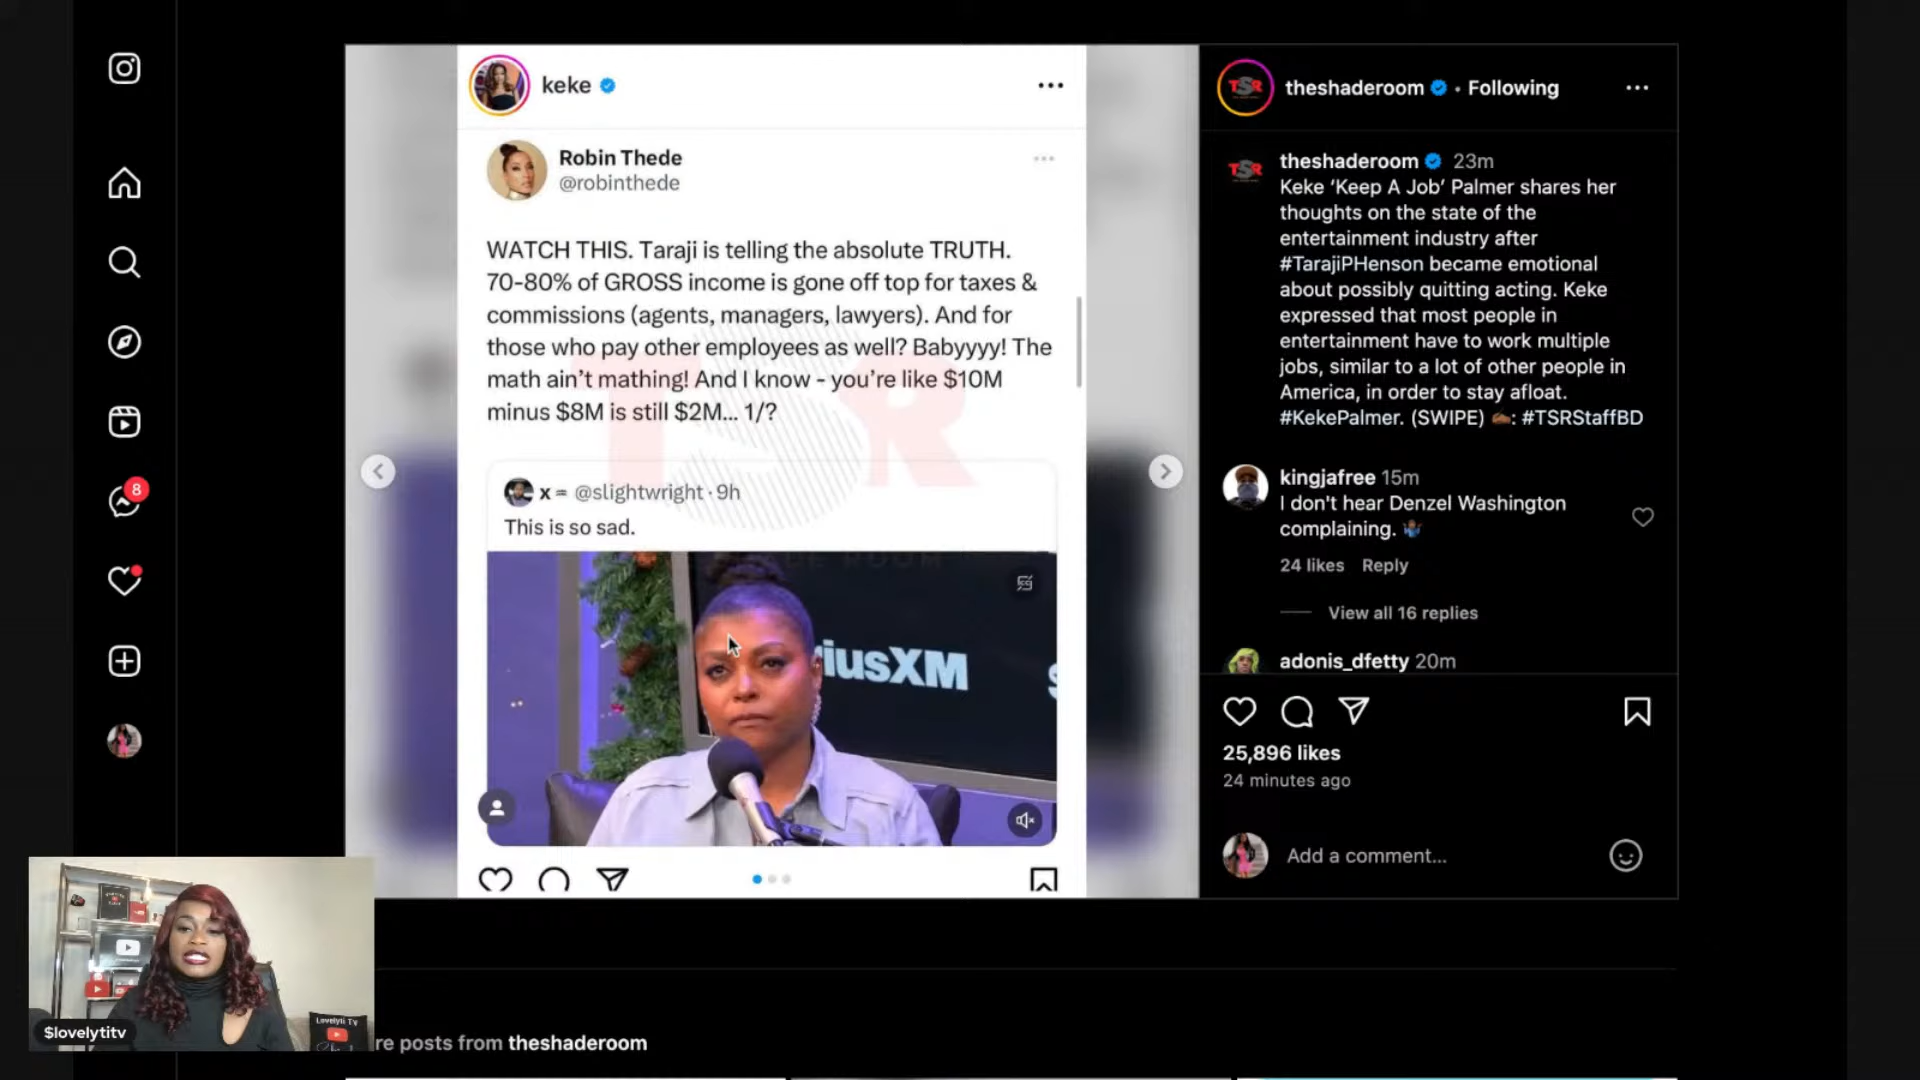 keke
Robin Thede
@robinthede
WATCH THIS. Taraji is telling the absolute TRUTH.
70-80% of GROSS income is gone off top for taxes &
commissions (agents, managers, lawyers). And for
those who pay other employees as well? Babyyyy! The
math ain't mathing! And I know - you're like $10M
minus $8M is still $2M... 1/?
TSR
x = @slightwright · 9h
This is so sad.
iusXM
theshaderoom • Following
theshaderoom 23m
Keke ‘Keep A Job’ Palmer shares her
thoughts on the state of the
entertainment industry after
#TarajiPHenson became emotional
about possibly quitting acting. Keke
expressed that most people in
entertainment have to work multiple
jobs, similar to a lot of other people in
America, in order to stay afloat.
#KekePalmer. (SWIPE) ✍🏾: #TSRStaffBD
kingjafree 15m
I don't hear Denzel Washington
complaining. 🤷🏾‍♂️
24 likes Reply
View all 16 replies
adonis_dfetty 20m
25,896 likes
24 minutes ago
Add a comment...
8
TSR
TSR
Lovelyti TV
$lovelytitv
re posts from theshaderoom